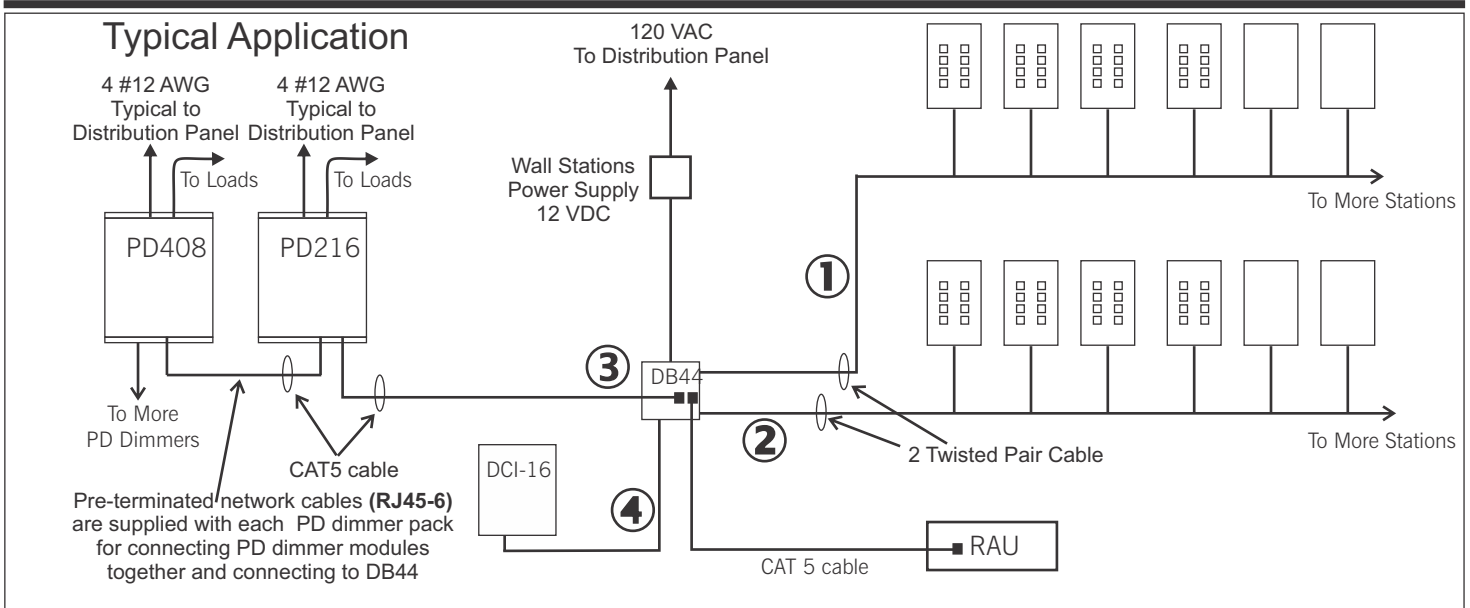 Typical Application
4 #12 AWG
Typical to
Distribution Panel
4 #12 AWG
Typical to
Distribution Panel
To Loads
To Loads
PD408
PD216
To More
PD Dimmers
CAT5 cable
Pre-terminated network cables (RJ45-6)
are supplied with each PD dimmer pack
for connecting PD dimmer modules
together and connecting to DB44
120 VAC
To Distribution Panel
Wall Stations
Power Supply
12 VDC
①
To More Stations
③
DB44
②
2 Twisted Pair Cable
To More Stations
DCI-16
④
CAT 5 cable
RAU